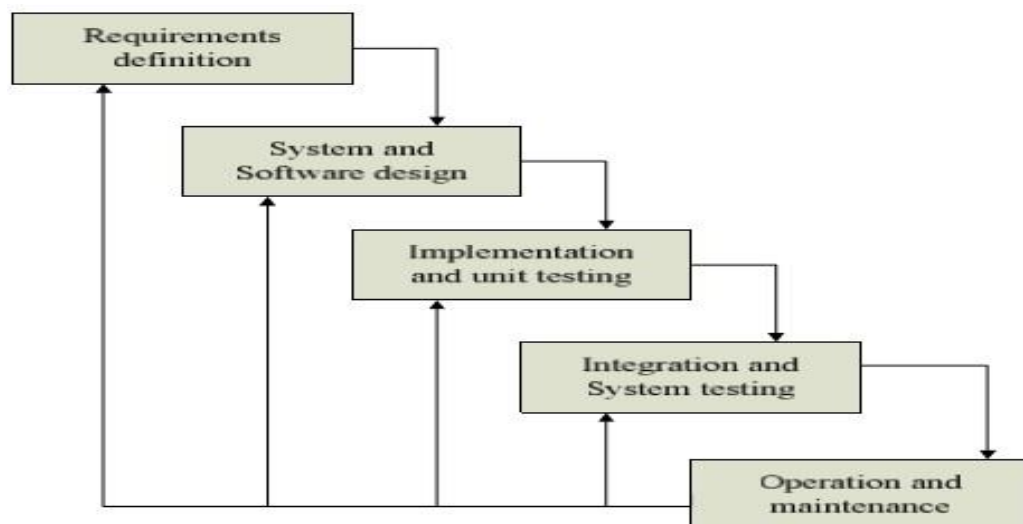 Requirements
definition
System and
Software design
Implementation
and unit testing
Integration and
System testing
Operation and
maintenance